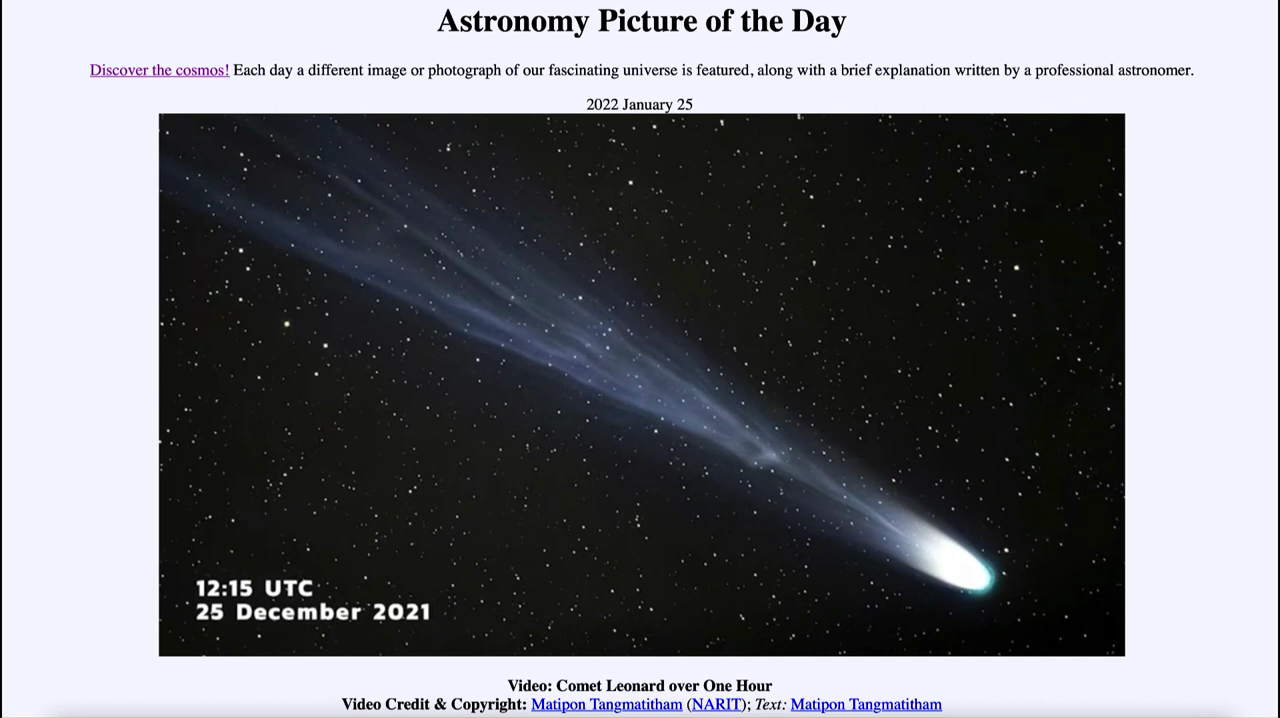 Astronomy Picture of the Day
Discover the cosmos! Each day a different image or photograph of our fascinating universe is featured, along with a brief explanation written by a professional astronomer.
2022 January 25
12:15 UTC
25 December 2021
Video: Comet Leonard over One Hour
Video Credit & Copyright: Matipon Tangmatitham (NARIT); Text: Matipon Tangmatitham